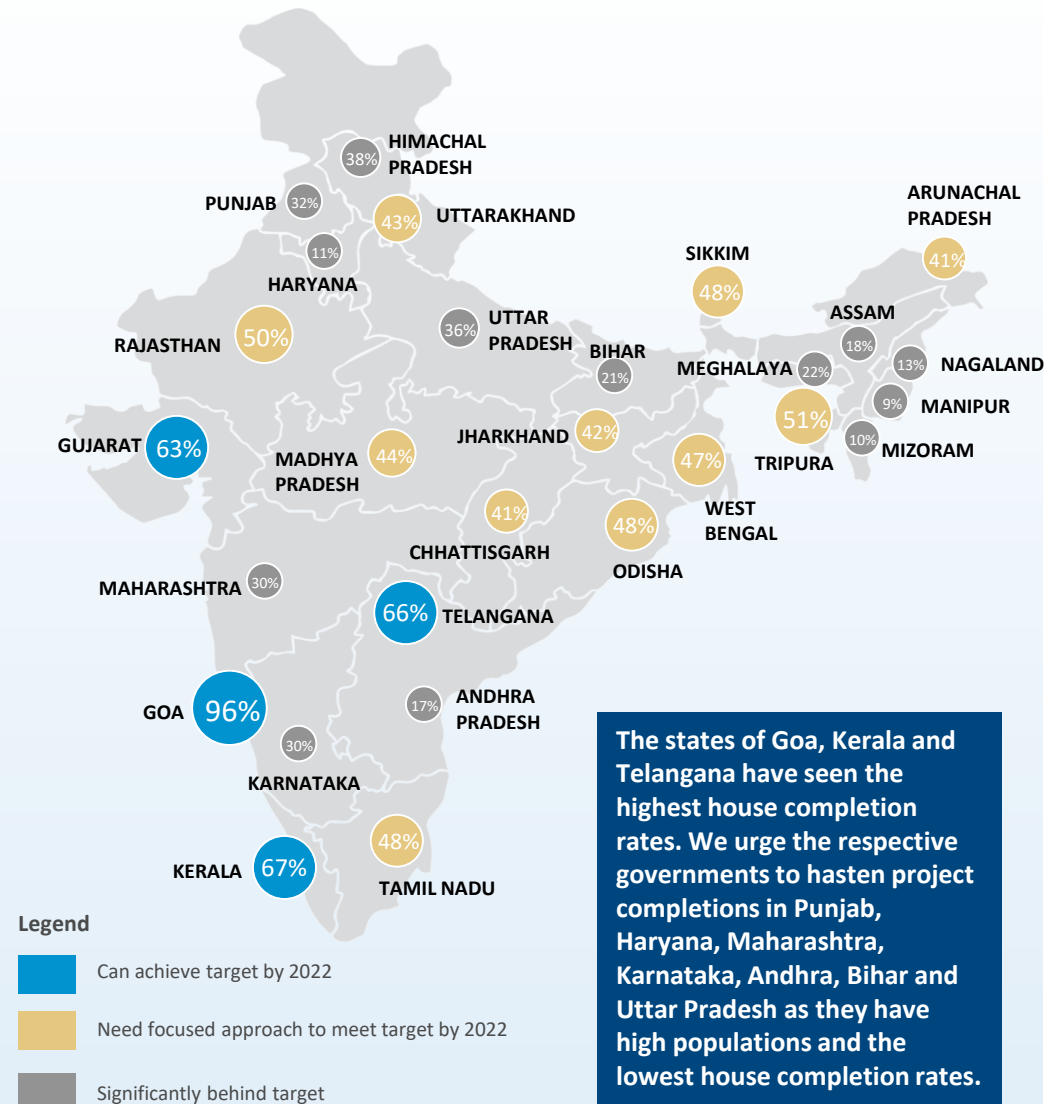 HIMACHAL
PRADESH
38%
PUNJAB
32%
UTTARAKHAND
43%
HARYANA
11%
ARUNACHAL
PRADESH
41%
SIKKIM
48%
RAJASTHAN
50%
UTTAR
PRADESH
36%
BIHAR
21%
ASSAM
18%
MEGHALAYA
22%
NAGALAND
13%
MANIPUR
9%
MIZORAM
10%
TRIPURA
51%
GUJARAT
63%
MADHYA
PRADESH
44%
JHARKHAND
42%
WEST
BENGAL
47%
CHHATTISGARH
41%
ODISHA
48%
MAHARASHTRA
30%
TELANGANA
66%
GOA
96%
ANDHRA
PRADESH
17%
KARNATAKA
30%
KERALA
67%
TAMIL NADU
48%
The states of Goa, Kerala and
Telangana have seen the
highest house completion
rates. We urge the respective
governments to hasten project
completions in Punjab,
Haryana, Maharashtra,
Karnataka, Andhra, Bihar and
Uttar Pradesh as they have
high populations and the
lowest house completion rates.
Legend
Can achieve target by 2022
Need focused approach to meet target by 2022
Significantly behind target